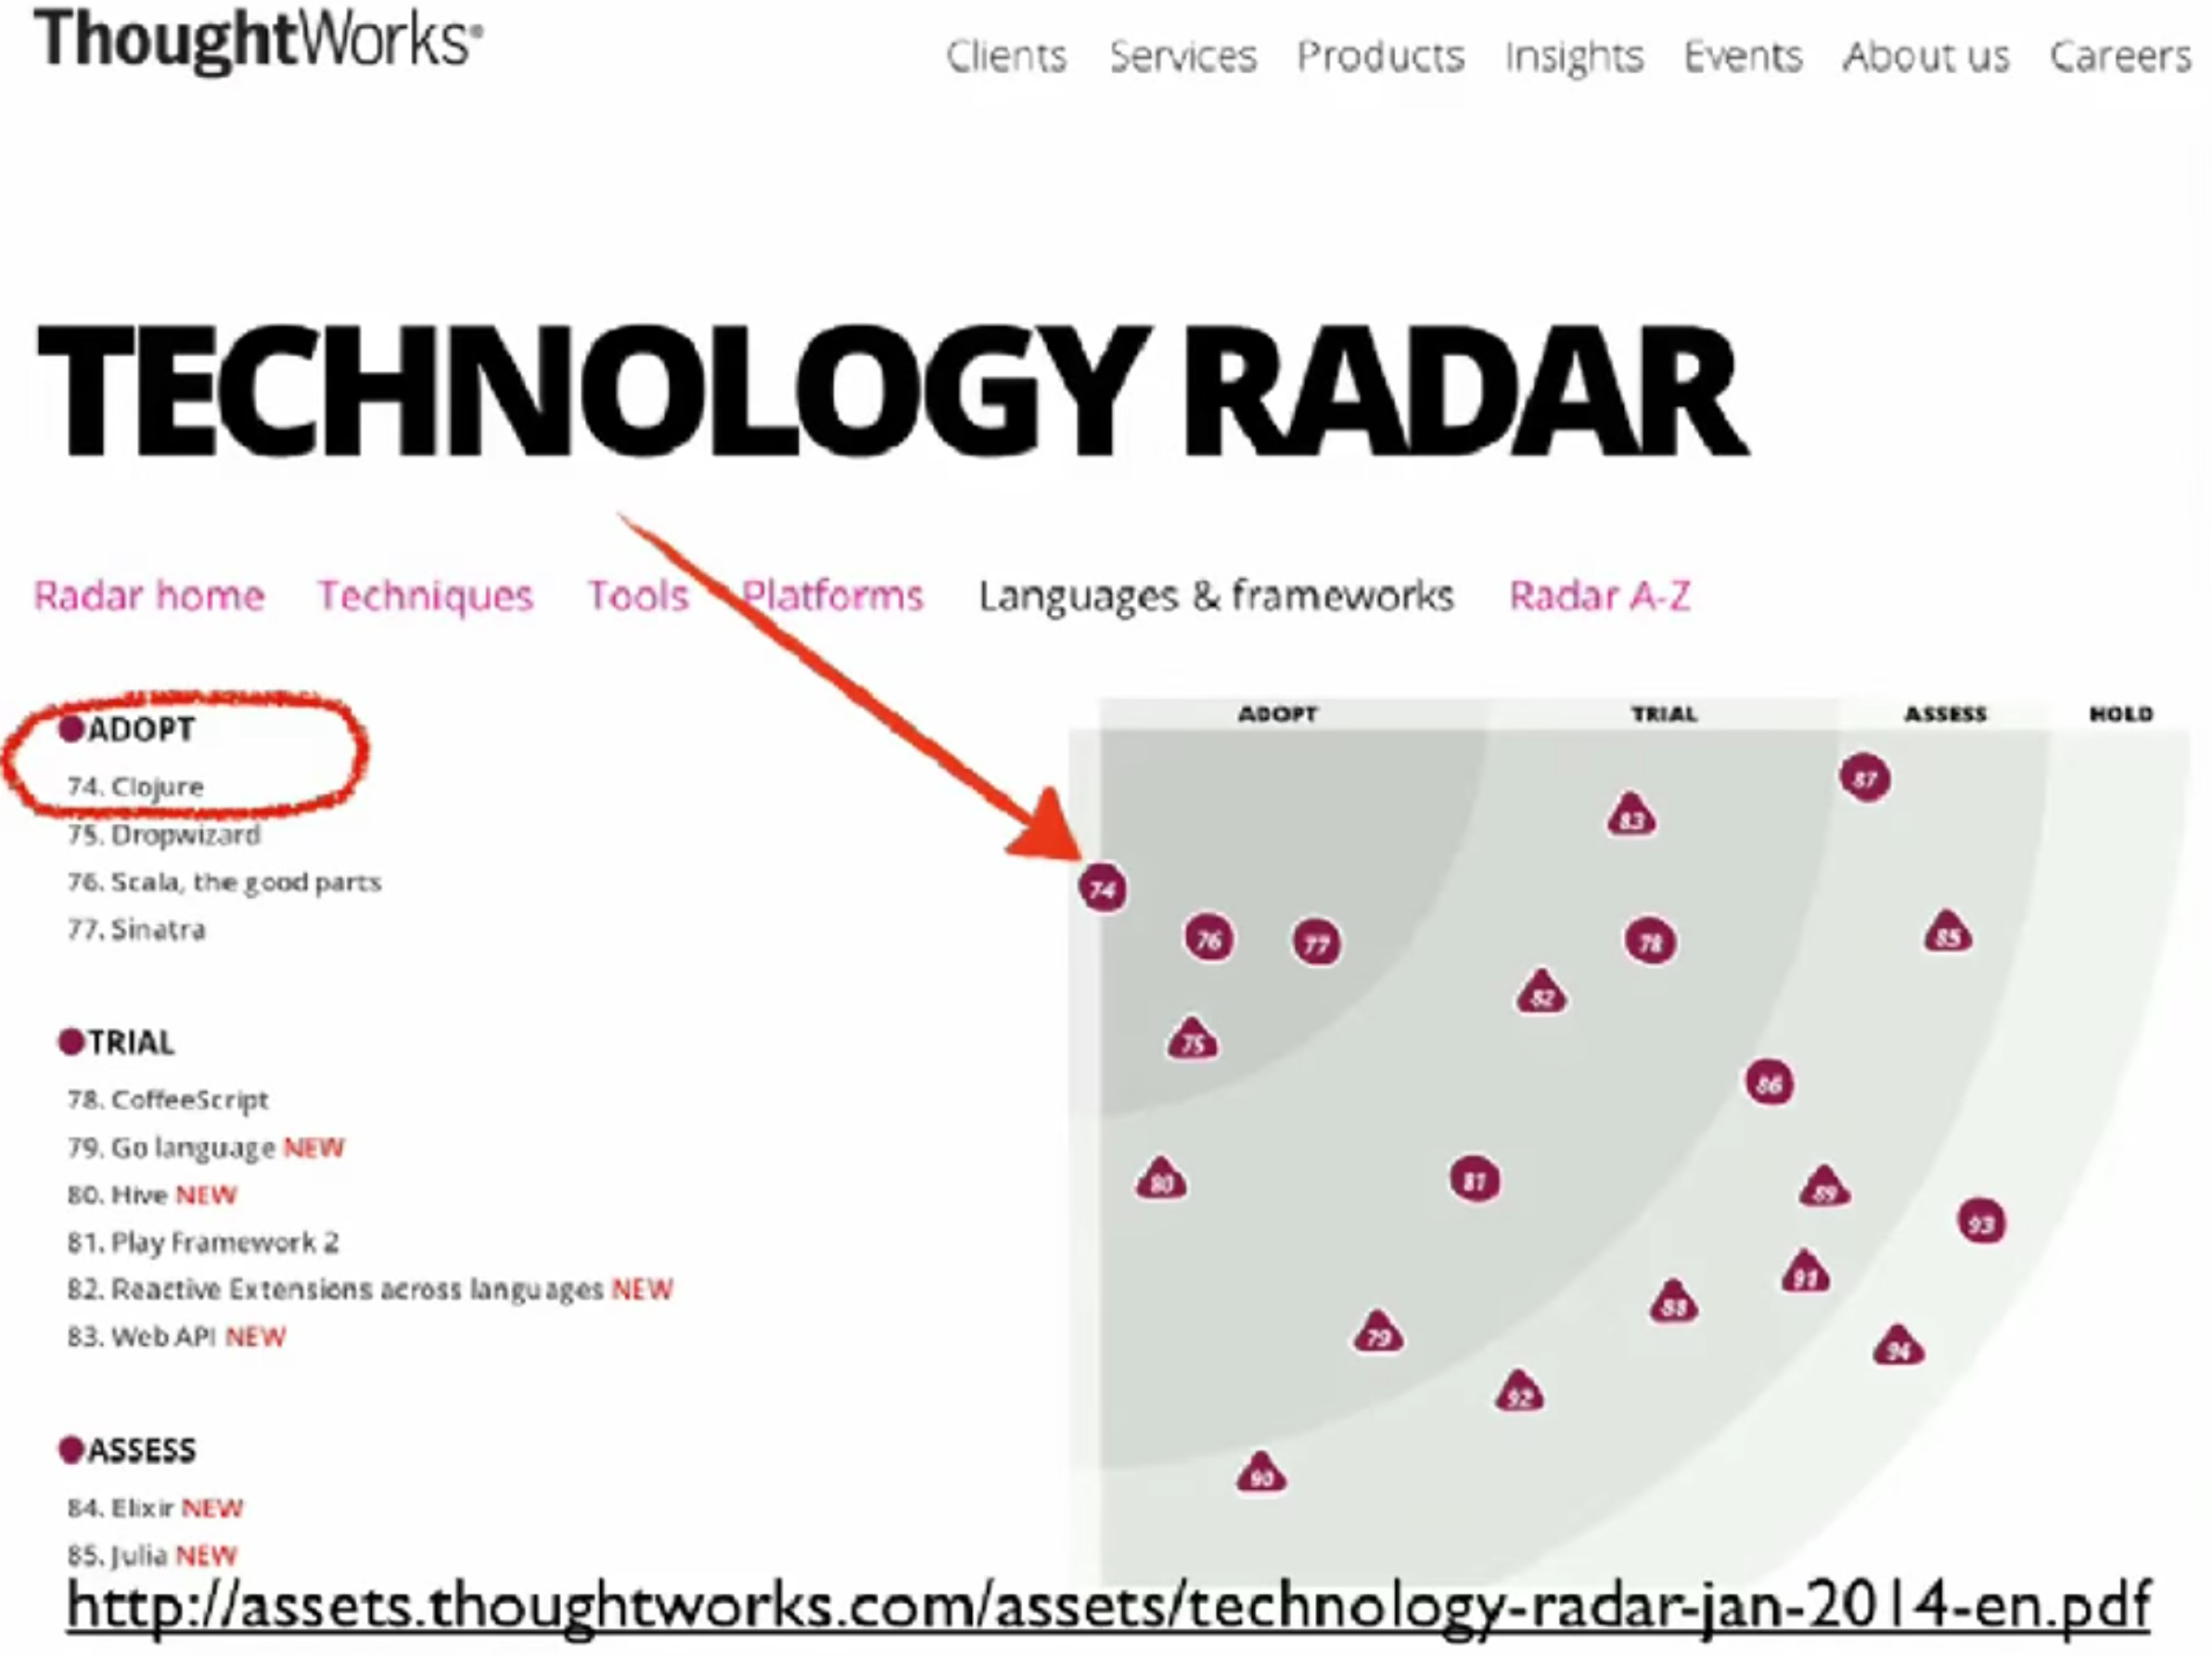 ThoughtWorks®
Clients Services Products Insights Events About us Careers
TECHNOLOGY RADAR
Radar home Techniques Tools Platforms Languages & frameworks Radar A-Z
ADOPT
74. Clojure
75. Dropwizard
76. Scala, the good parts
77. Sinatra
TRIAL
78. CoffeeScript
79. Go language NEW
80. Hive NEW
81. Play Framework 2
82. Reactive Extensions across languages NEW
83. Web API NEW
ASSESS
84. Elixir NEW
85. Julia NEW
ADOPT TRIAL ASSESS HOLD
87
83
74
76 77 78 85
82
75
86
80 81 89
93
91
88
79 94
92
90
http://assets.thoughtworks.com/assets/technology-radar-jan-2014-en.pdf